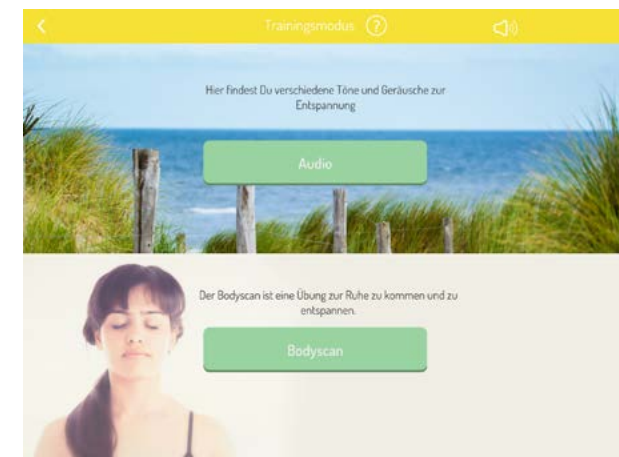 Trainingsmodus ?
Hier findest Du verschiedene Töne und Geräusche zur
Entspannung
Audio
Der Bodyscan ist eine Übung zur Ruhe zu kommen und zu
entspannen.
Bodyscan